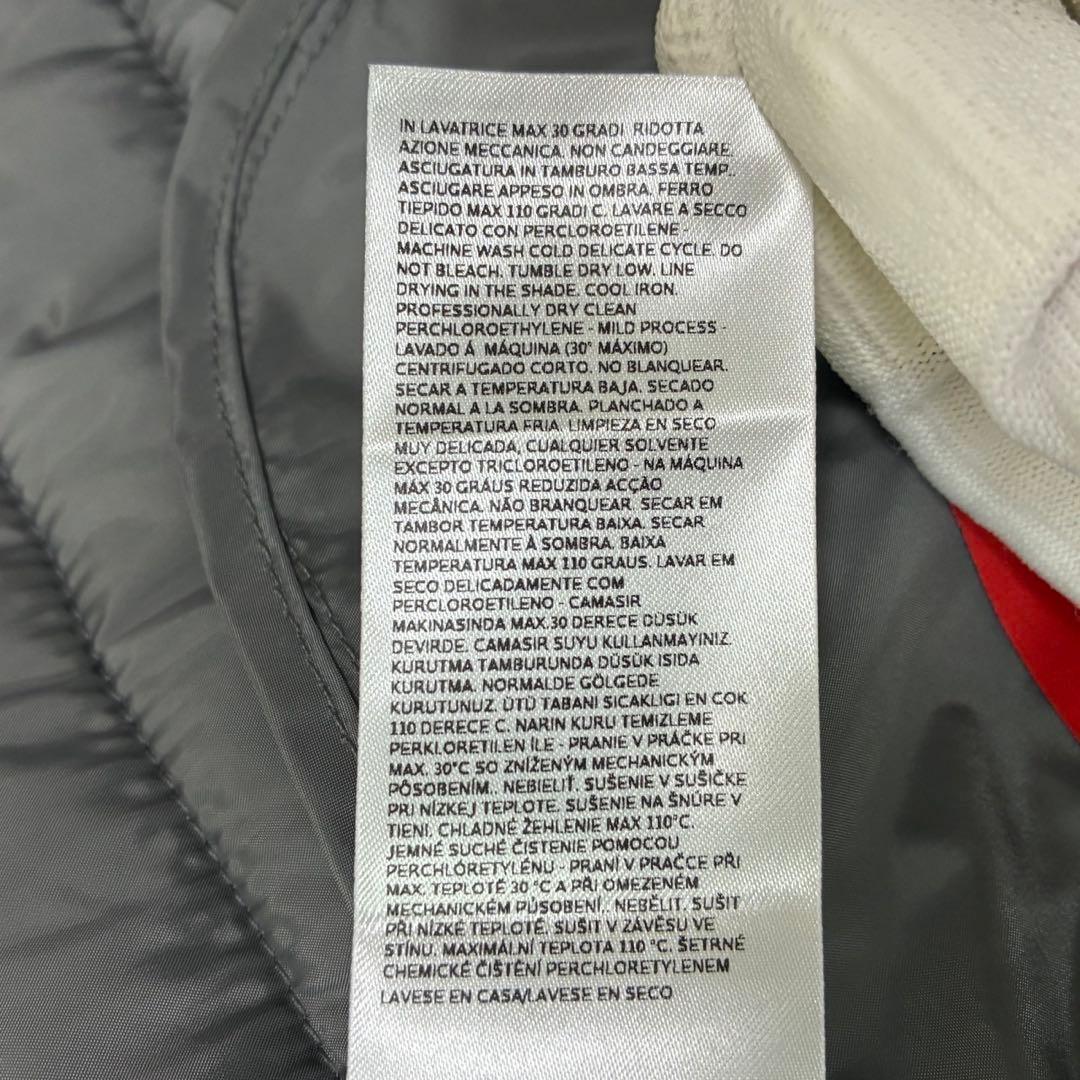 IN LAVATRICE MAX 30 GRADI RIDOTTA
AZIONE MECCANICA. NON CANDEGGIARE.
ASCIUGATURA IN TAMBURO BASSA TEMP..
ASCIUGARE APPESO IN OMBRA. FERRO
TIEPIDO MAX 110 GRADI C. LAVARE A SECCO
DELICATO CON PERCLOROETILENE -
MACHINE WASH COLD DELICATE CYCLE. DO
NOT BLEACH. TUMBLE DRY LOW. LINE
DRYING IN THE SHADE. COOL IRON.
PROFESSIONALLY DRY CLEAN
PERCHLOROETHYLENE - MILD PROCESS -
LAVADO Á MÁQUINA (30° MÁXIMO)
CENTRIFUGADO CORTO. NO BLANQUEAR.
SECAR A TEMPERATURA BAJA. SECADO
NORMAL A LA SOMBRA. PLANCHADO A
TEMPERATURA FRIA. LIMPIEZA EN SECO
MUY DELICADA, CUALQUIER SOLVENTE
EXCEPTO TRICLOROETILENO - NA MÁQUINA
MÁX 30 GRÁUS REDUZIDA ACÇÃO
MECÂNICA. NÃO BRANQUEAR. SECAR EM
TAMBOR TEMPERATURA BAIXA. SECAR
NORMALMENTE À SOMBRA. BAIXA
TEMPERATURA MAX 110 GRAUS. LAVAR EM
SECO DELICADAMENTE COM
PERCLOROETILENO - CAMASIR
MAKINASINDA MAX.30 DERECE DÜSÜK
DEVIRDE. CAMASIR SUYU KULLANMAYINIZ.
KURUTMA TAMBURUNDA DÜSÜK ISIDA
KURUTMA. NORMALDE GÖLGEDE
KURUTUNUZ. ÜTÜ TABANI SICAKLIGI EN COK
110 DERECE C. NARIN KURU TEMIZLEME
PERKLORETILEN İLE - PRANIE V PRÁČKE PRI
MAX. 30°C SO ZNÍŽENÝM MECHANICKÝM
PÔSOBENÍM.. NEBIELIŤ. SUŠENIE V SUŠIČKE
PRI NÍZKEJ TEPLOTE. SUŠENIE NA ŠNÚRE V
TIENI. CHLADNÉ ŽEHLENIE MAX 110°C.
JEMNÉ SUCHÉ ČISTENIE POMOCOU
PERCHLÓRETYLÉNU - PRANÍ V PRAČCE PŘI
MAX. TEPLOTĚ 30 °C A PŘI OMEZENÉM
MECHANICKÉM PŮSOBENÍ.. NEBĚLIT. SUŠIT
PŘI NÍZKÉ TEPLOTĚ. SUŠIT V ZÁVĚSU VE
STÍNU. MAXIMÁLNÍ TEPLOTA 110 °C. ŠETRNÉ
CHEMICKÉ ČIŠTĚNÍ PERCHLORETYLENEM
LAVESE EN CASA/LAVESE EN SECO